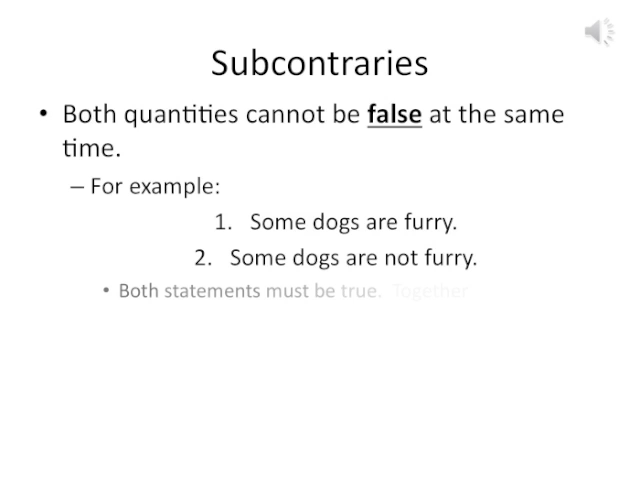 Subcontraries
• Both quantities cannot be false at the same
time.
– For example:
1. Some dogs are furry.
2. Some dogs are not furry.
• Both statements must be true. Together